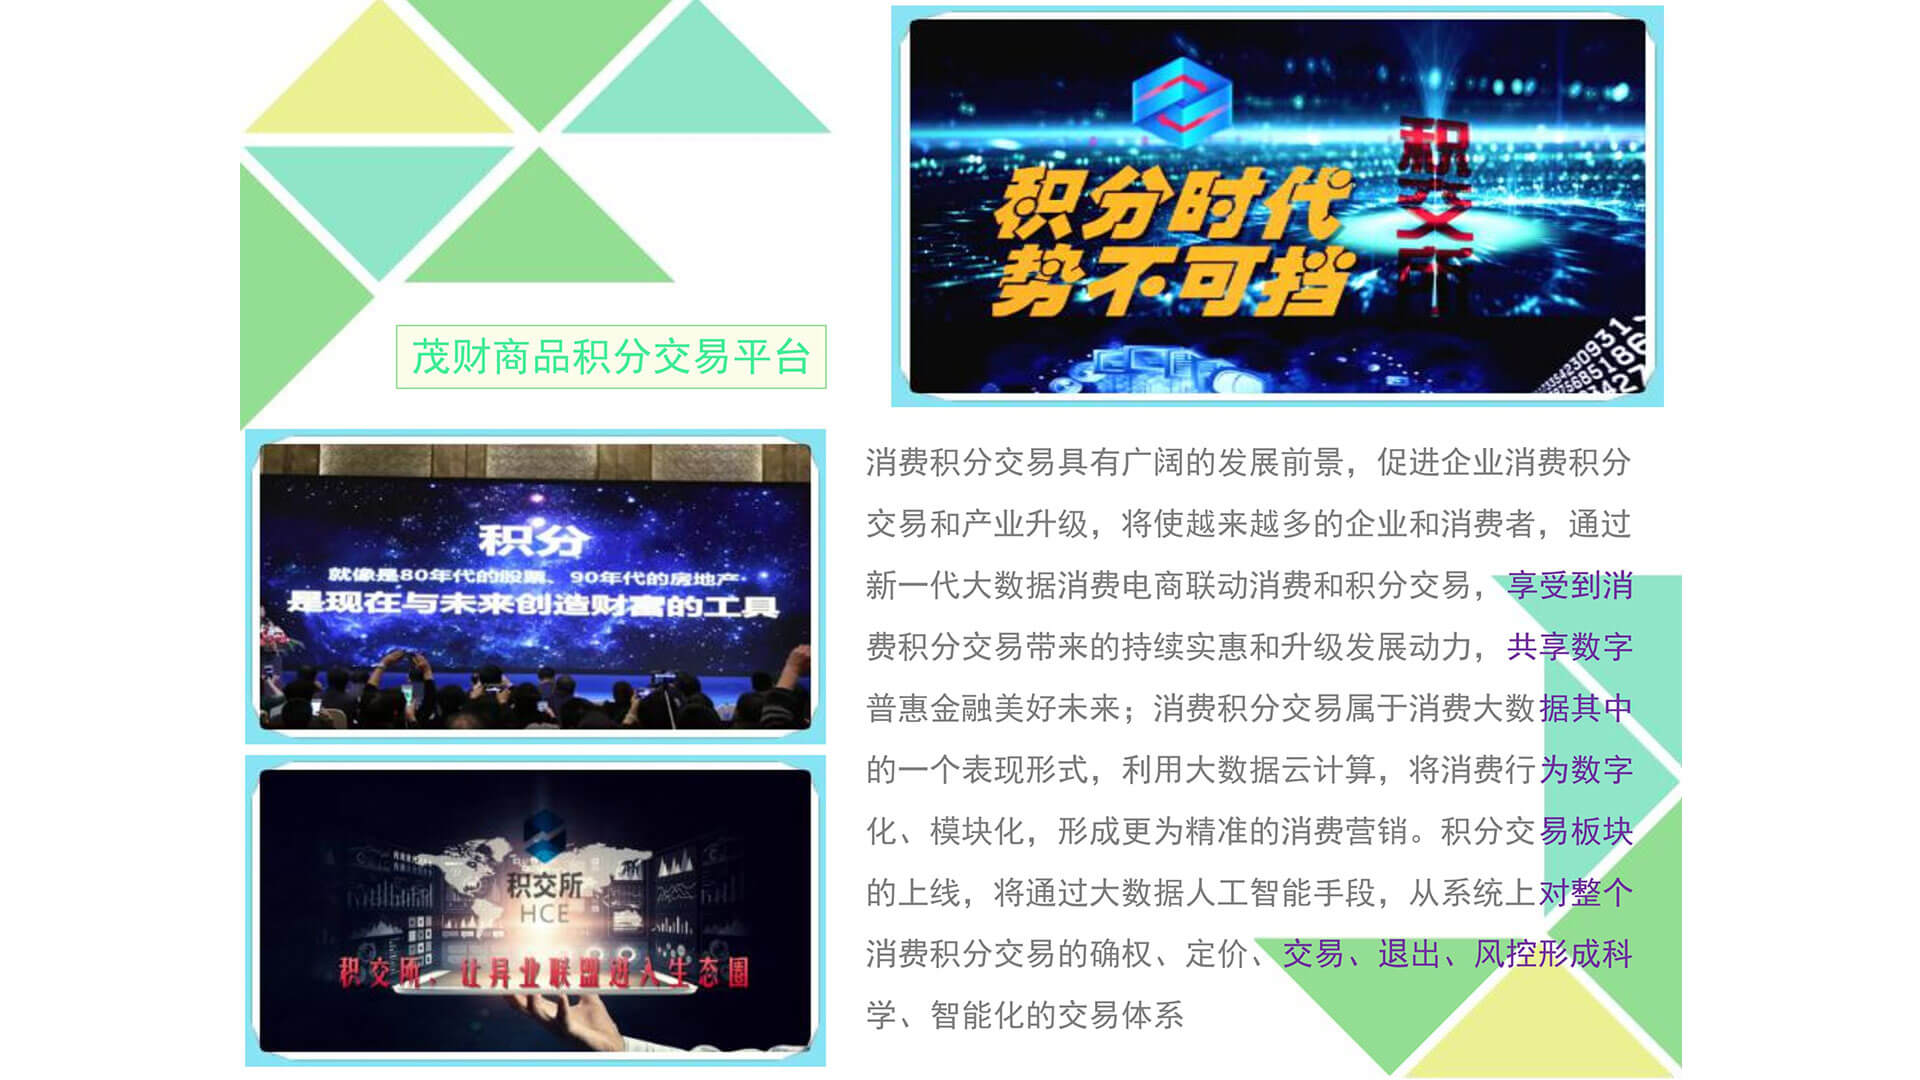 积分时代
势不可挡
积交所
茂财商品积分交易平台
积分
就像是80年代的股票、90年代的房地产
是现在与未来创造财富的工具
积交所
HCE
积交所、让异业联盟进入生态圈
消费积分交易具有广阔的发展前景，促进企业消费积分
交易和产业升级，将使越来越多的企业和消费者，通过
新一代大数据消费电商联动消费和积分交易，享受到消
费积分交易带来的持续实惠和升级发展动力，共享数字
普惠金融美好未来；消费积分交易属于消费大数据其中
的一个表现形式，利用大数据云计算，将消费行为数字
化、模块化，形成更为精准的消费营销。积分交易板块
的上线，将通过大数据人工智能手段，从系统上对整个
消费积分交易的确权、定价、交易、退出、风控形成科
学、智能化的交易体系